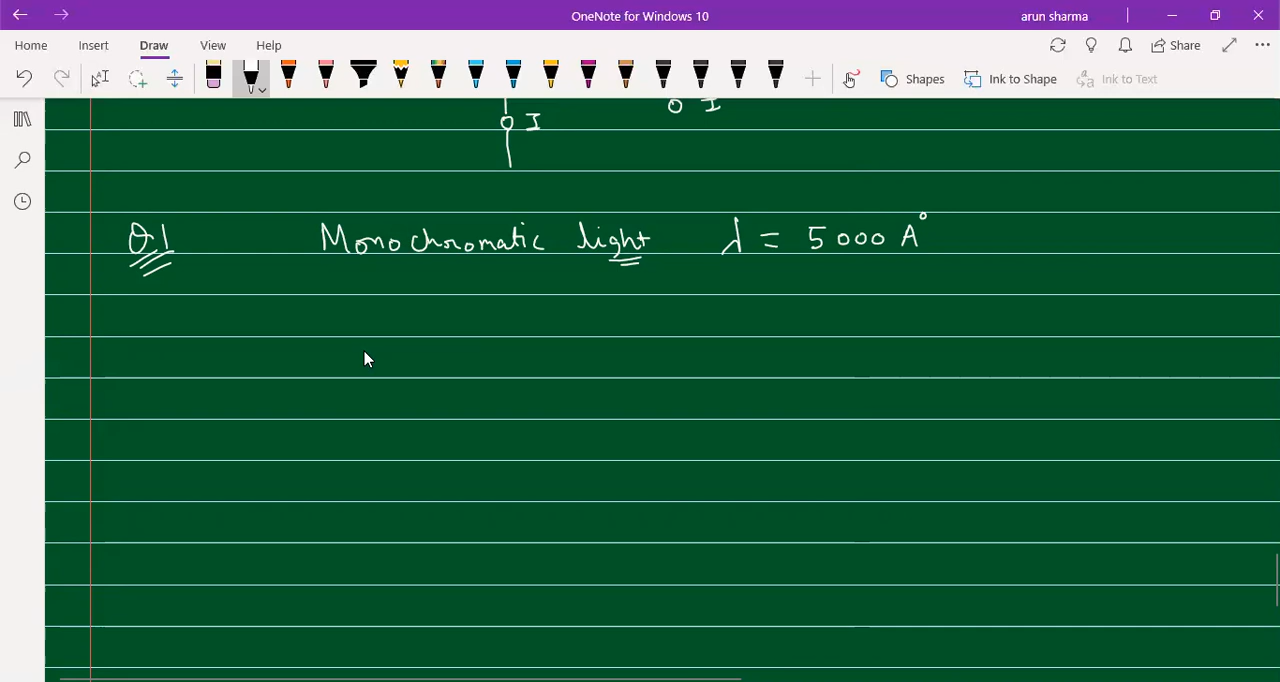 OneNote for Windows 10
arun sharma
Home Insert Draw View Help
Share
Shapes
Ink to Shape
Ink to Text
I
I
Q.1 Monochromatic light λ = 5000 A°